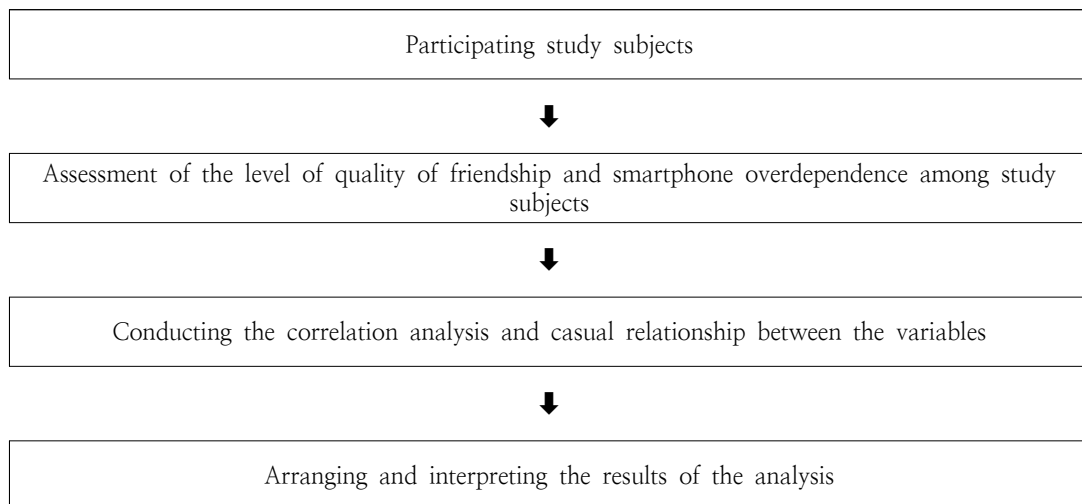 Participating study subjects
Assessment of the level of quality of friendship and smartphone overdependence among study
subjects
Conducting the correlation analysis and casual relationship between the variables
Arranging and interpreting the results of the analysis